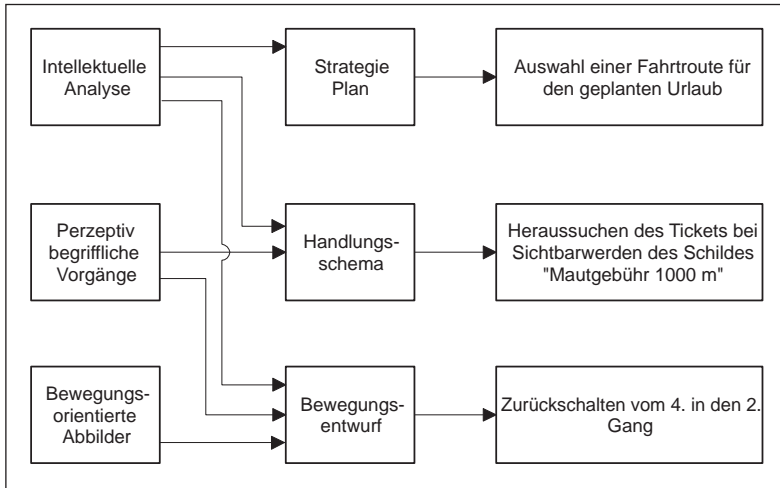 Intellektuelle
Analyse
Strategie
Plan
Auswahl einer Fahrtroute für
den geplanten Urlaub
Perzeptiv
begriffliche
Vorgänge
Handlungs-
schema
Heraussuchen des Tickets bei
Sichtbarwerden des Schildes
"Mautgebühr 1000 m"
Bewegungs-
orientierte
Abbilder
Bewegungs-
entwurf
Zurückschalten vom 4. in den 2.
Gang